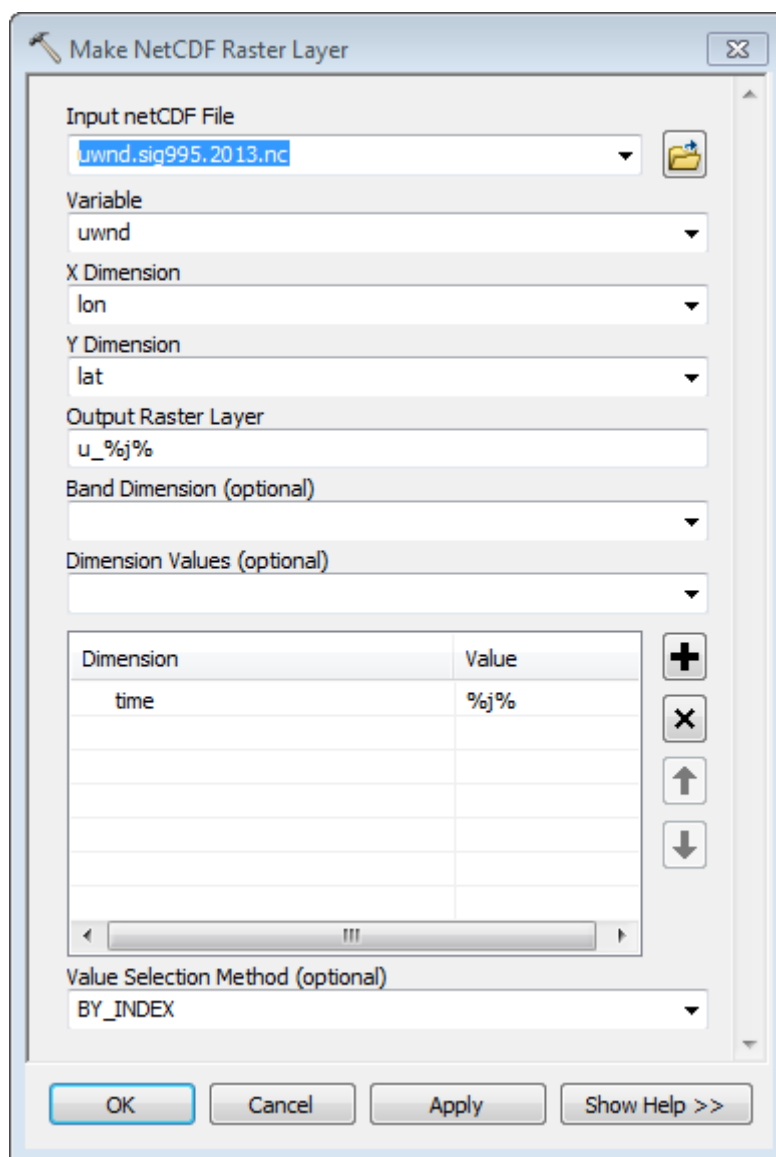 Make NetCDF Raster Layer
Input netCDF File
uwnd.sig995.2013.nc
Variable
uwnd
X Dimension
lon
Y Dimension
lat
Output Raster Layer
u_%j%
Band Dimension (optional)
Dimension Values (optional)
Dimension Value
time %j%
Value Selection Method (optional)
BY_INDEX
OK Cancel Apply Show Help >>